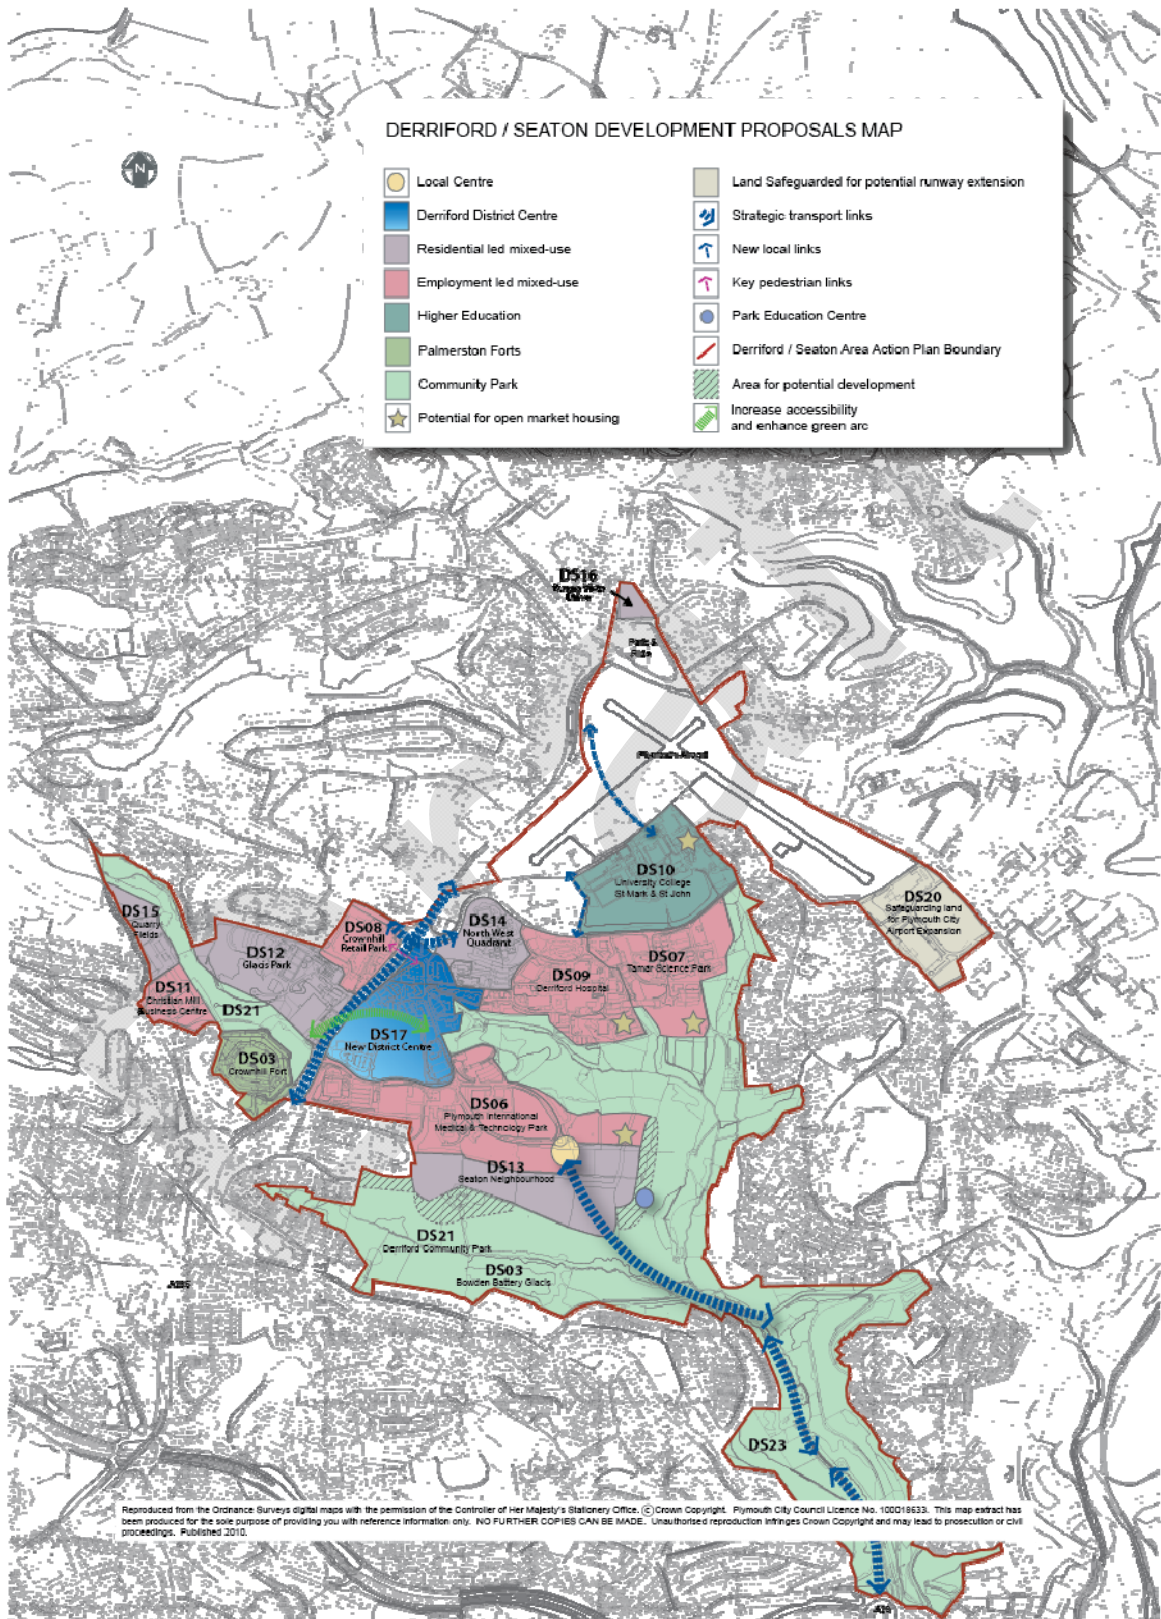 DERRIFORD / SEATON DEVELOPMENT PROPOSALS MAP
Local Centre
Derriford District Centre
Residential led mixed-use
Employment led mixed-use
Higher Education
Palmerston Forts
Community Park
Potential for open market housing
Land Safeguarded for potential runway extension
Strategic transport links
New local links
Key pedestrian links
Park Education Centre
Derriford / Seaton Area Action Plan Boundary
Area for potential development
Increase accessibility
and enhance green arc
N
DS16
Park &
Ride
Plymouth Airport
DS10
University College
St Mark & St John
DS20
Safeguarding land
for Plymouth City
Airport Expansion
DS15
Quarry
Fields
DS08
Crownhill
Retail Park
DS14
North West
Quadrant
DS12
Glacis Park
DS07
Tamar Science Park
DS09
Derriford Hospital
DS11
Christian Mill
Business Centre
DS21
DS17
New District Centre
DS03
Crownhill Fort
DS06
Plymouth International
Medical & Technology Park
DS13
Seaton Neighbourhood
DS21
Derriford Community Park
DS03
Bowden Battery Glacis
DS23
Reproduced from the Ordinance Surveys digital maps with the permission of the Controller of Her Majesty's Stationery Office. © Crown Copyright. Plymouth City Council Licence No. 100018633. This map extract has
been produced for the sole purpose of providing you with reference information only. NO FURTHER COPIES CAN BE MADE. Unauthorised reproduction infringes Crown Copyright and may lead to prosecution or civil
proceedings. Published 2010.